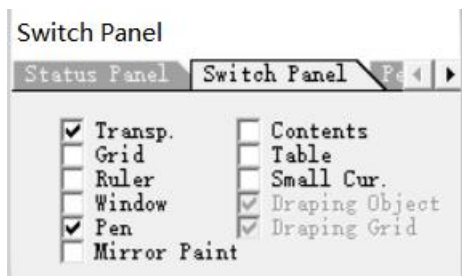 Switch Panel
Status Panel Switch Panel Pe
Transp. Contents
Grid Table
Ruler Small Cur.
Window Draping Object
Pen Draping Grid
Mirror Paint